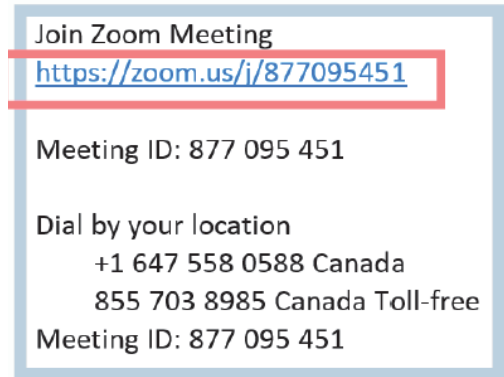 Join Zoom Meeting
https://zoom.us/j/877095451
Meeting ID: 877 095 451
Dial by your location
+1 647 558 0588 Canada
855 703 8985 Canada Toll-free
Meeting ID: 877 095 451